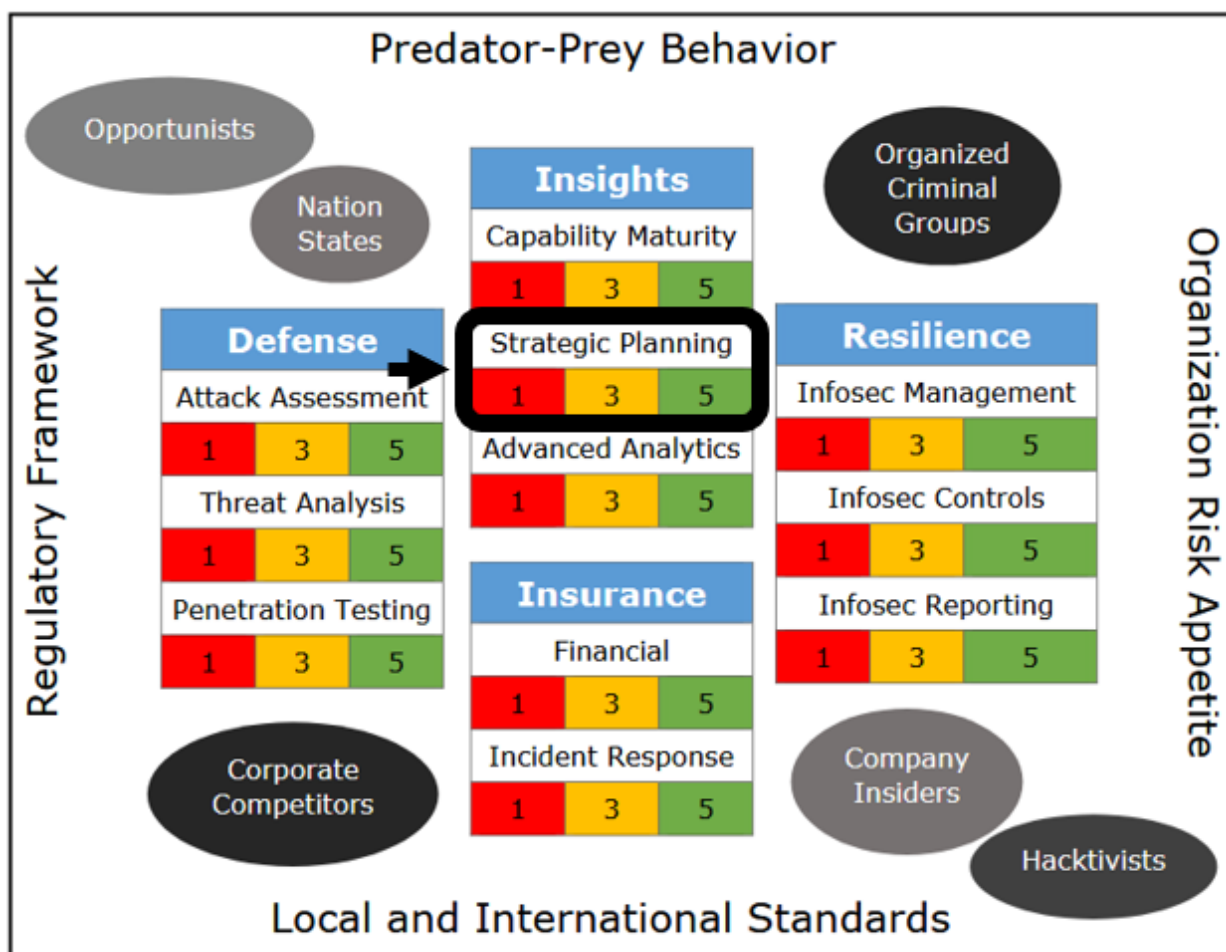 Predator-Prey Behavior
Opportunists
Nation
States
Organized
Criminal
Groups
Regulatory Framework
Organization Risk Appetite
Insights
Capability Maturity
1 3 5
Strategic Planning
1 3 5
Advanced Analytics
1 3 5
Defense
Attack Assessment
1 3 5
Threat Analysis
1 3 5
Penetration Testing
1 3 5
Resilience
Infosec Management
1 3 5
Infosec Controls
1 3 5
Infosec Reporting
1 3 5
Insurance
Financial
1 3 5
Incident Response
1 3 5
Corporate
Competitors
Company
Insiders
Hacktivists
Local and International Standards